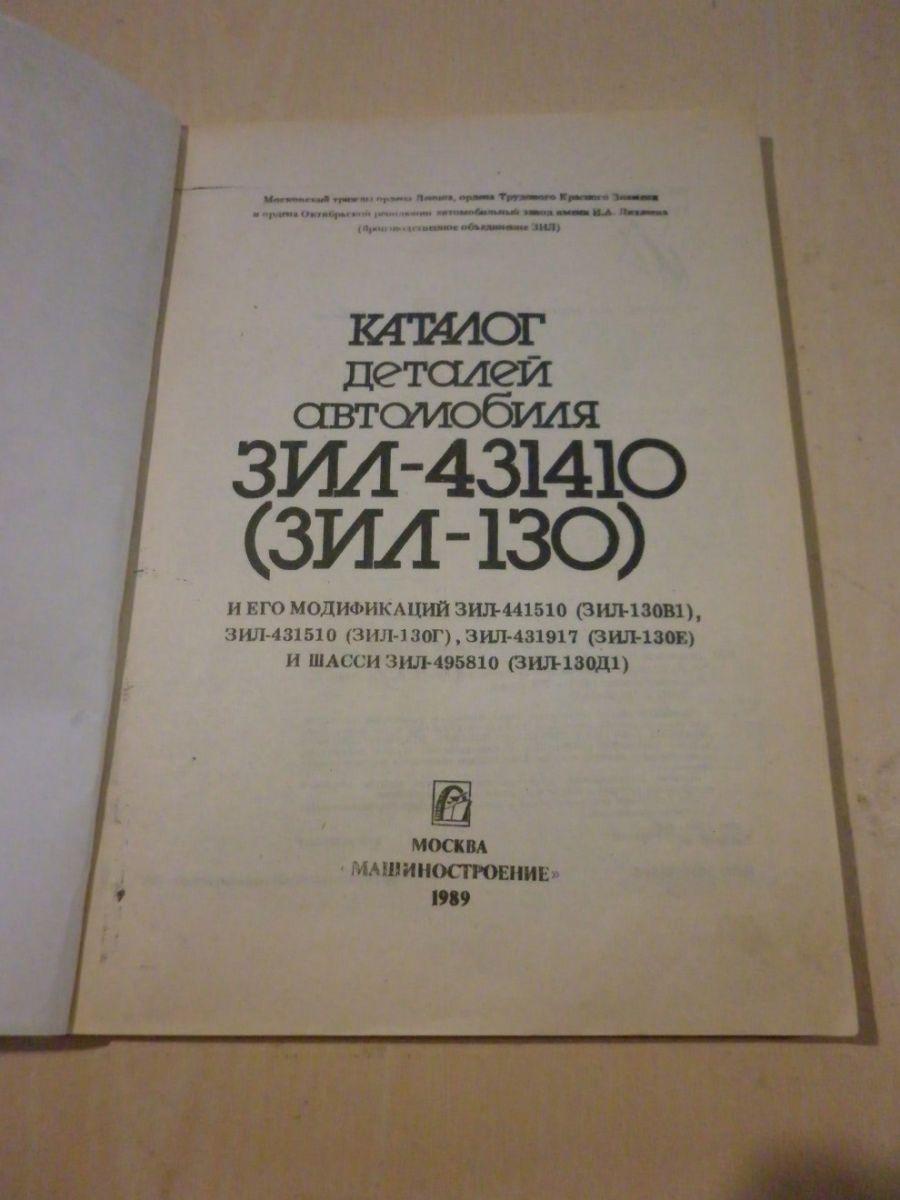 Московский трижды ордена Ленина, ордена Трудового Красного Знамени
и ордена Октябрьской революции автомобильный завод имени И.А. Лихачева
(Производственное объединение ЗИЛ)
КАТАЛОГ
деталей
автомобиля
ЗИЛ-431410
(ЗИЛ-130)
И ЕГО МОДИФИКАЦИЙ ЗИЛ-441510 (ЗИЛ-130В1),
ЗИЛ-431510 (ЗИЛ-130Г), ЗИЛ-431917 (ЗИЛ-130Е)
И ШАССИ ЗИЛ-495810 (ЗИЛ-130Д1)
МОСКВА
«МАШИНОСТРОЕНИЕ»
1989